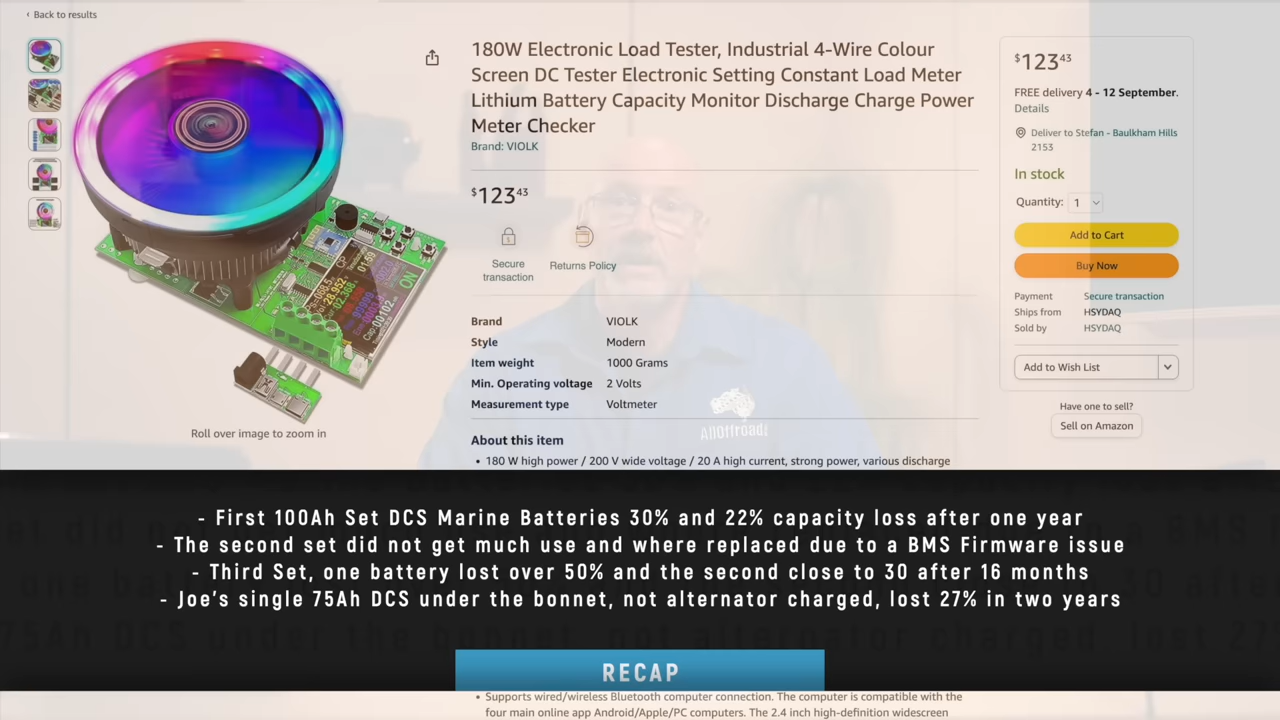 ‹ Back to results
180W Electronic Load Tester, Industrial 4-Wire Colour
Screen DC Tester Electronic Setting Constant Load Meter
Lithium Battery Capacity Monitor Discharge Charge Power
Meter Checker
Brand: VIOLK
$123 43
Secure
transaction
Returns Policy
Brand VIOLK
Style Modern
Item weight 1000 Grams
Min. Operating voltage 2 Volts
Measurement type Voltmeter
About this item
• 180 W high power / 200 V wide voltage / 20 A high current, strong power, various discharge
Roll over image to zoom in
ON
AllOffroad
$123 43
FREE delivery 4 - 12 September.
Details
Deliver to Stefan - Baulkham Hills
2153
In stock
Quantity: 1
Add to Cart
Buy Now
Payment Secure transaction
Ships from HSYDAQ
Sold by HSYDAQ
Add to Wish List
Have one to sell?
Sell on Amazon
- First 100Ah Set DCS Marine Batteries 30% and 22% capacity loss after one year
- The second set did not get much use and where replaced due to a BMS Firmware issue
- Third Set, one battery lost over 50% and the second close to 30 after 16 months
- Joe's single 75Ah DCS under the bonnet, not alternator charged, lost 27% in two years
RECAP
• Supports wired/wireless Bluetooth computer connection. The computer is compatible with the
four main online app Android/Apple/PC computers. The 2.4 inch high-definition widescreen